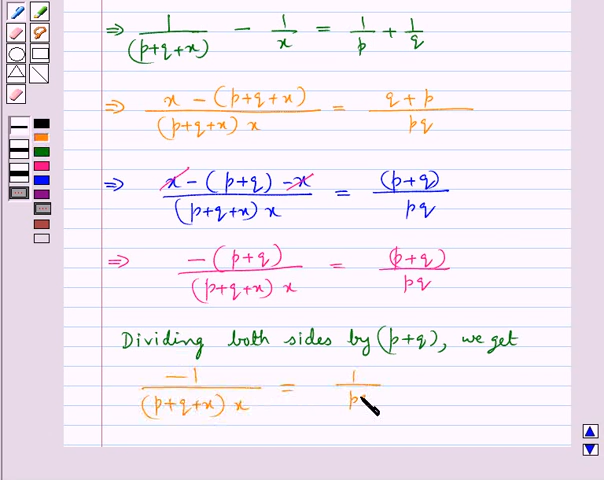 ⇒ 1/(p+q+x) − 1/x = 1/p + 1/q
⇒ x − (p+q+x)/(p+q+x) x = q + p/pq
⇒ x − (p+q) − x/(p+q+x) x = (p+q)/pq
⇒ −(p+q)/(p+q+x) x = (p+q)/pq
Dividing both sides by (p+q), we get
−1/(p+q+x) x = 1/p